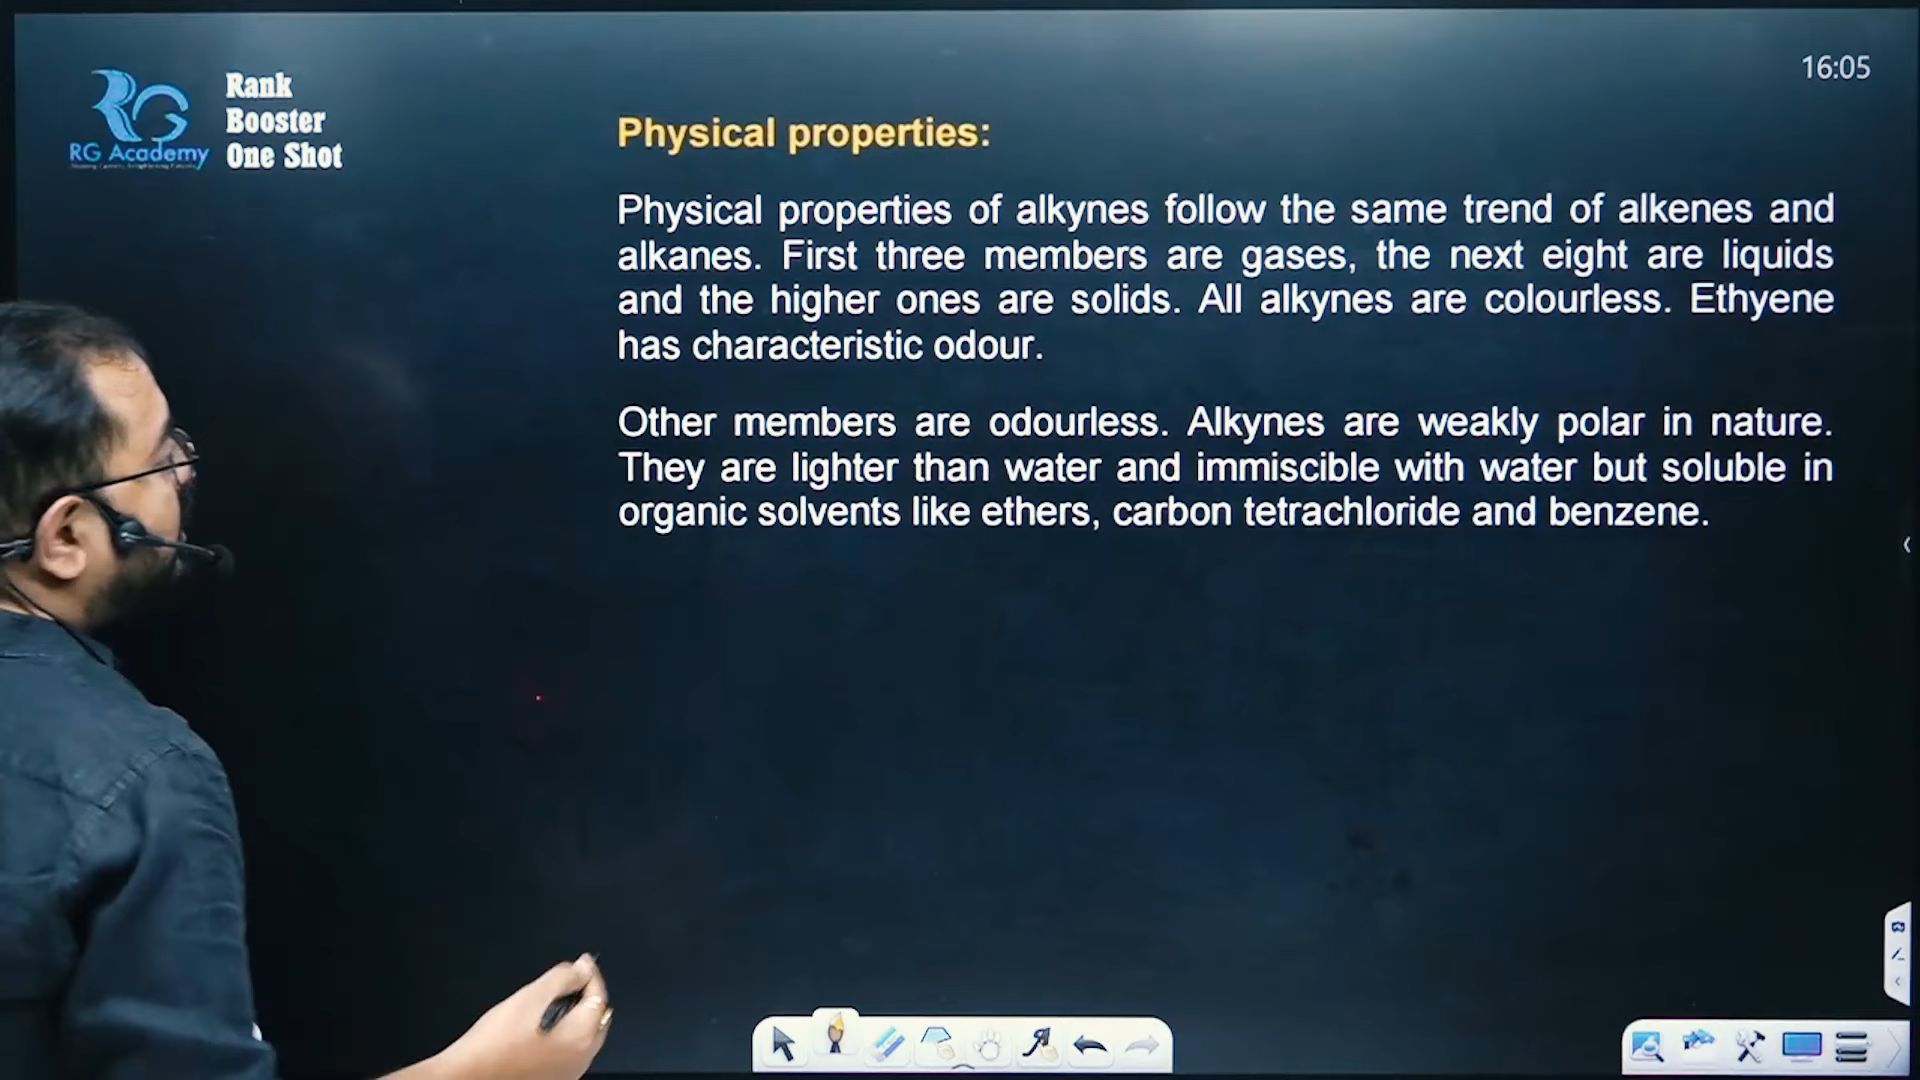 Rank
Booster
One Shot
RG Academy
16:05
Physical properties:
Physical properties of alkynes follow the same trend of alkenes and
alkanes. First three members are gases, the next eight are liquids
and the higher ones are solids. All alkynes are colourless. Ethyene
has characteristic odour.
Other members are odourless. Alkynes are weakly polar in nature.
They are lighter than water and immiscible with water but soluble in
organic solvents like ethers, carbon tetrachloride and benzene.